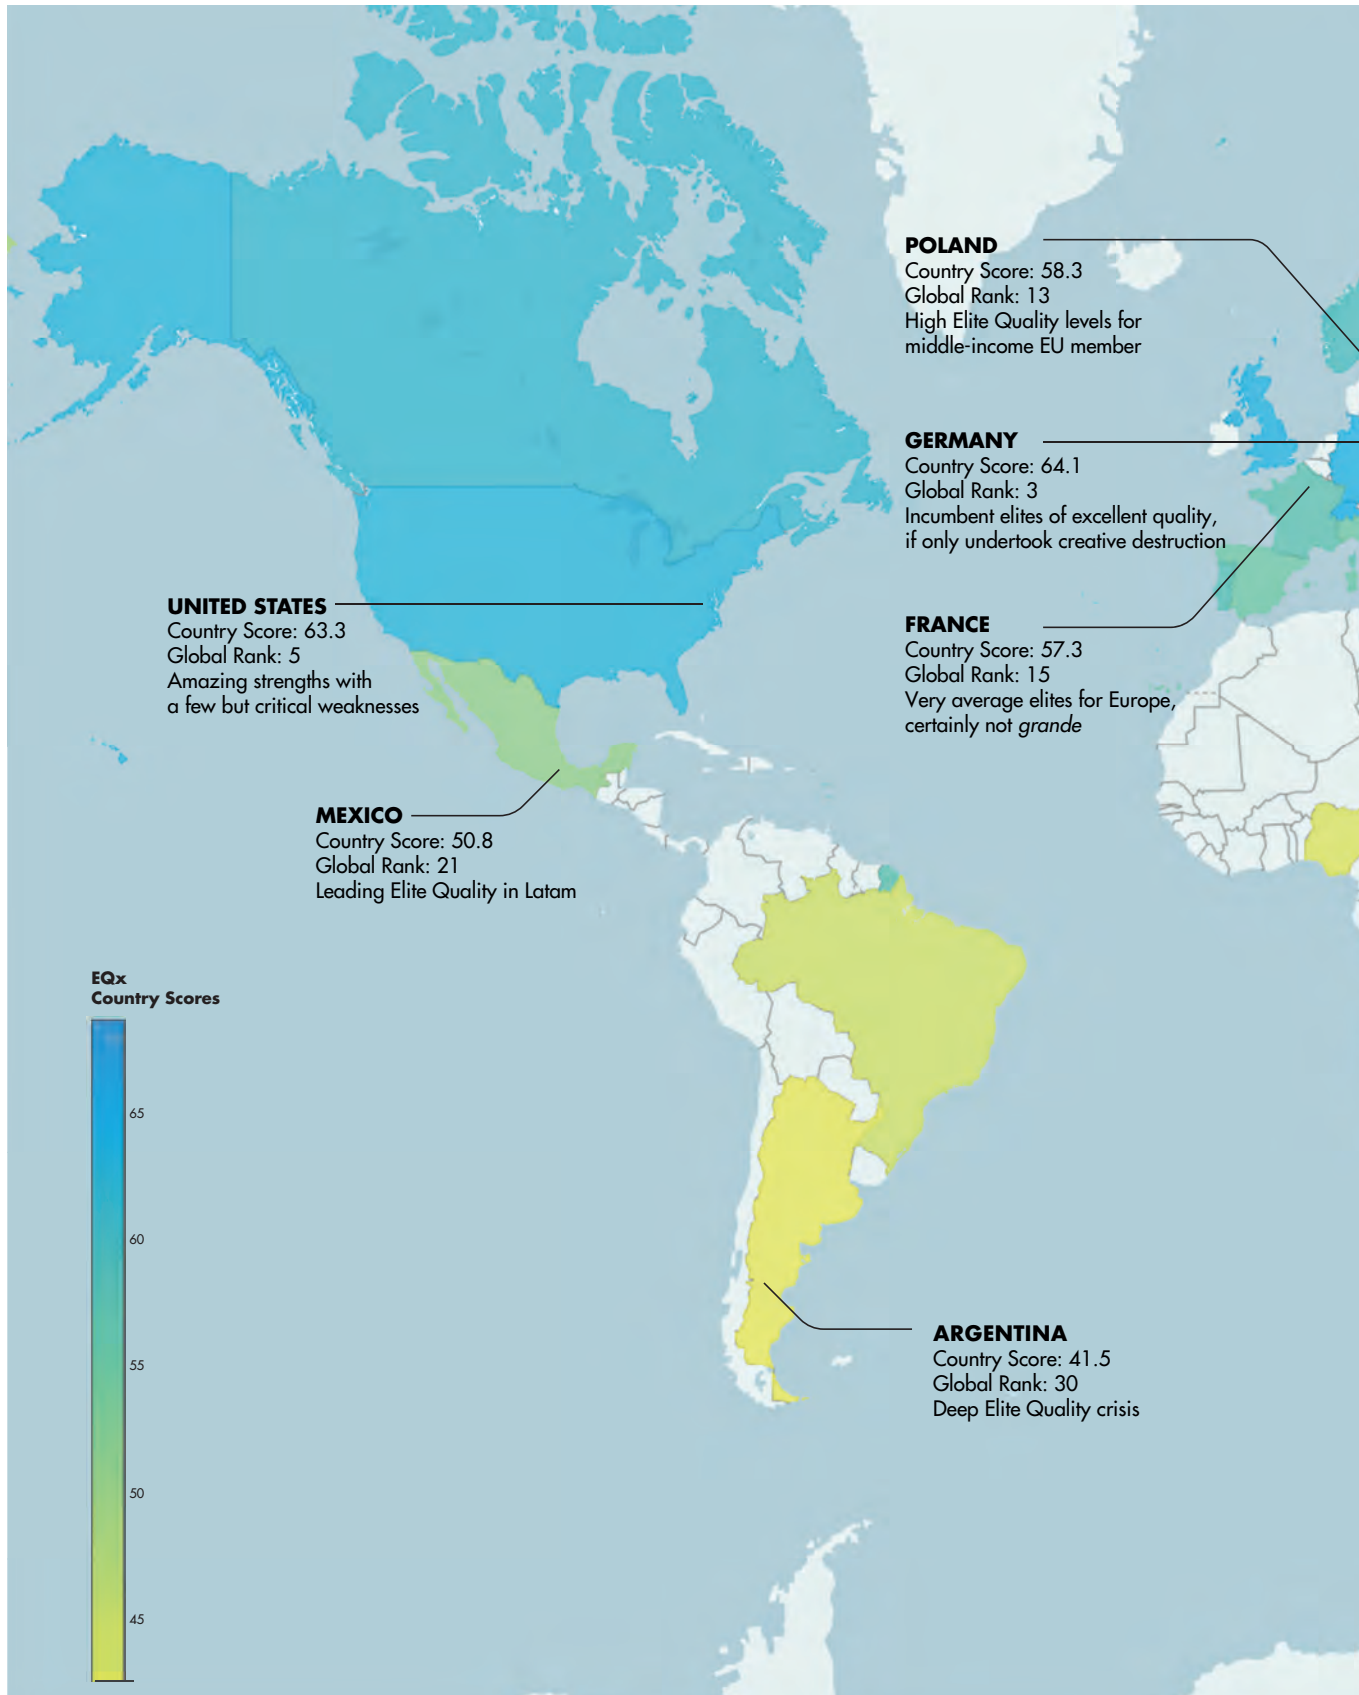 POLAND
Country Score: 58.3
Global Rank: 13
High Elite Quality levels for
middle-income EU member
GERMANY
Country Score: 64.1
Global Rank: 3
Incumbent elites of excellent quality,
if only undertook creative destruction
UNITED STATES
Country Score: 63.3
Global Rank: 5
Amazing strengths with
a few but critical weaknesses
FRANCE
Country Score: 57.3
Global Rank: 15
Very average elites for Europe,
certainly not grande
MEXICO
Country Score: 50.8
Global Rank: 21
Leading Elite Quality in Latam
EQx
Country Scores
65
60
55
50
45
ARGENTINA
Country Score: 41.5
Global Rank: 30
Deep Elite Quality crisis